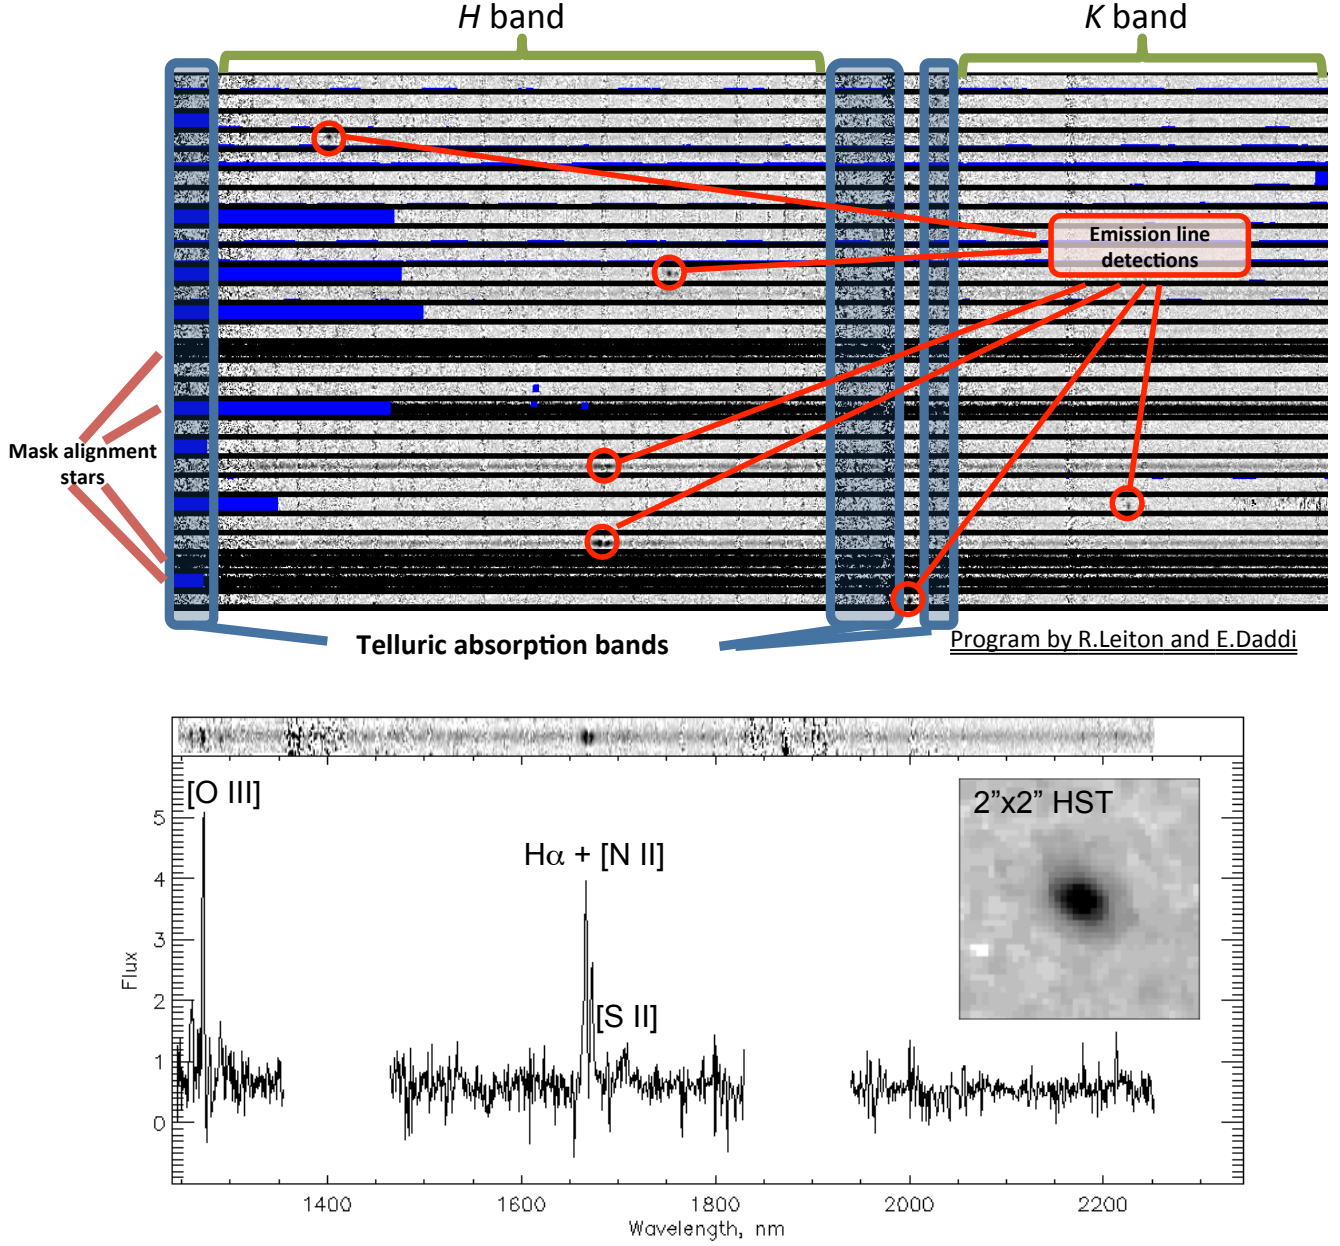 H band
K band
Emission line
detections
Mask alignment
stars
Telluric absorption bands
Program by R.Leiton and E.Daddi
[O III]
2”x2” HST
Hα + [N II]
[S II]
5
4
3
2
1
0
Flux
1400
1600
1800
2000
2200
Wavelength, nm